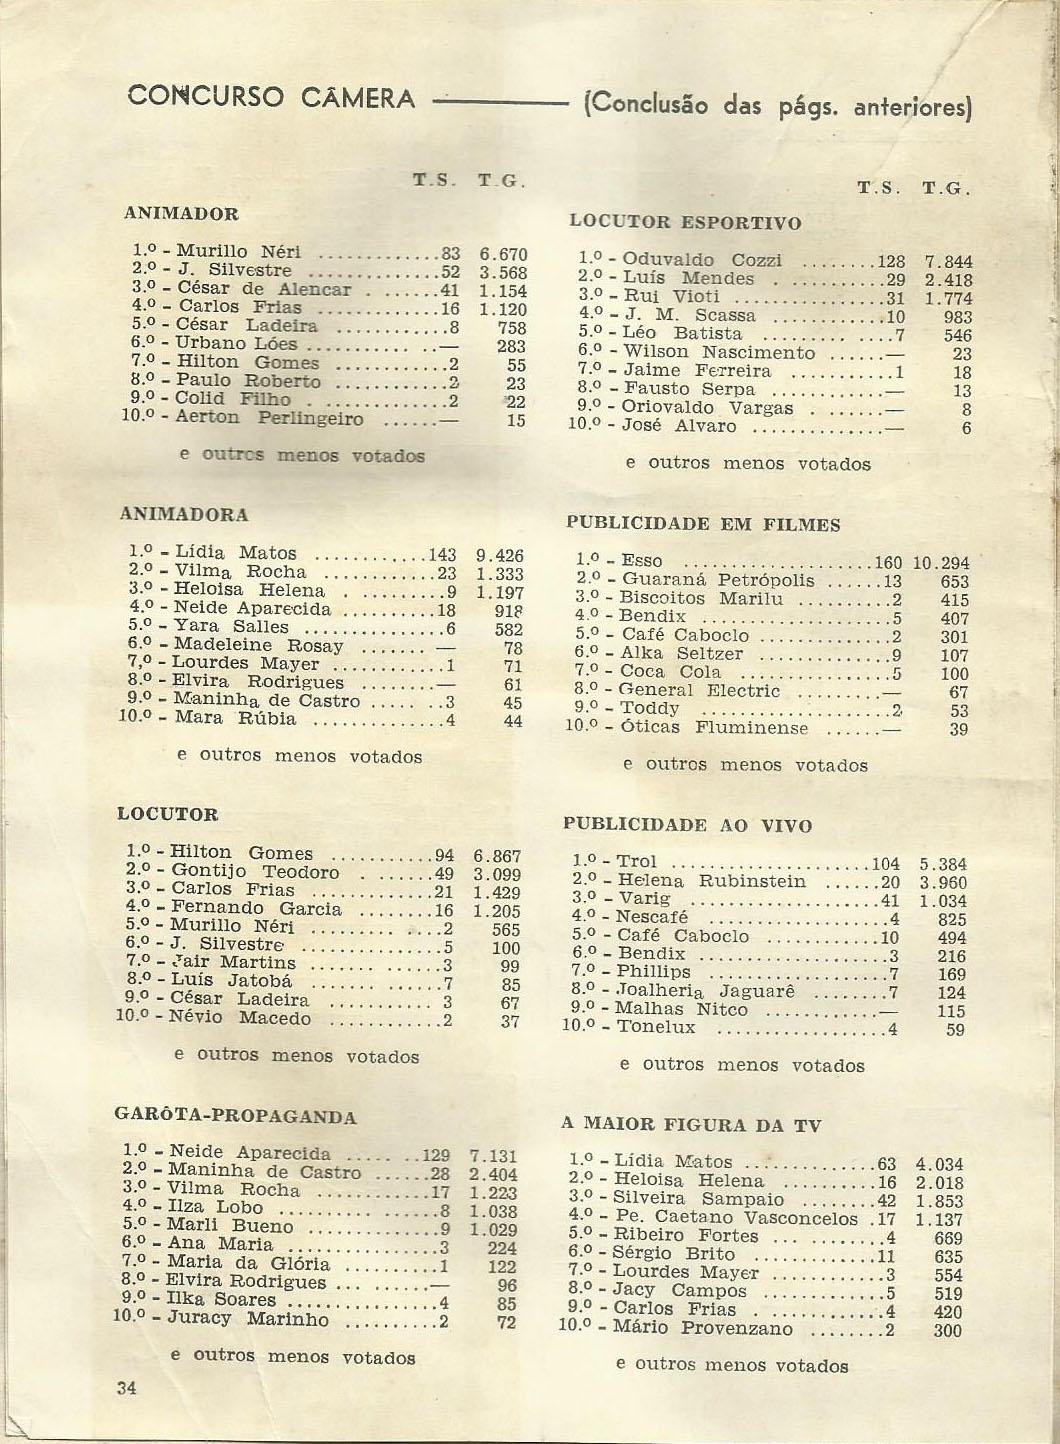 CONCURSO CÂMERA ———— (Conclusão das págs. anteriores)
T.S. T.G.
ANIMADOR
1.º - Murillo Néri .............83 6.670
2.º - J. Silvestre ..............52 3.568
3.º - César de Alencar . .......41 1.154
4.º - Carlos Frias .............16 1.120
5.º - César Ladeira ............8 758
6.º - Urbano Lóes ........... ..— 283
7.º - Hilton Gomes ............2 55
8.º - Paulo Roberto ............2 23
9.º - Colid Filho . .............2 22
10.º - Aerton Perlingeiro ......— 15
e outros menos votados
ANIMADORA
1.º - Lídia Matos ............143 9.426
2.º - Vilma Rocha ............23 1.333
3.º - Heloisa Helena . .........9 1.197
4.º - Neide Aparecida .........18 918
5.º - Yara Salles ...............6 582
6.º - Madeleine Rosay ....... — 78
7,º - Lourdes Mayer ............1 71
8.º - Elvira Rodrigues ........— 61
9.º - Maninha de Castro ..... ..3 45
10.º - Mara Rúbia ..............4 44
e outros menos votados
LOCUTOR
1.º - Hilton Gomes ...........94 6.867
2.º - Gontijo Teodoro . .......49 3.099
3.º - Carlos Frias .............21 1.429
4.º - Fernando Garcia ........16 1.205
5.º - Murillo Néri ......... ....2 565
6.º - J. Silvestre ...............5 100
7.º - Jair Martins ....... ......3 99
8.º - Luís Jatobá ....... .......7 85
9.º - César Ladeira ........... 3 67
10.º - Névio Macedo ............2 37
e outros menos votados
GARÔTA-PROPAGANDA
1.º - Neide Aparecida ..... ..129 7.131
2.º - Maninha de Castro ......28 2.404
3.º - Vilma Rocha ............17 1.223
4.º - Ilza Lobo .......... ......8 1.038
5.º - Marli Bueno ..............9 1.029
6.º - Ana Maria ................3 224
7.º - Maria da Glória ..........1 122
8.º - Elvira Rodrigues ... .....— 96
9.º - Ilka Soares ................4 85
10.º - Juracy Marinho ..........2 72
e outros menos votados
34
T.S. T.G.
LOCUTOR ESPORTIVO
1.º - Oduvaldo Cozzi ........128 7.844
2.º - Luís Mendes . ..........29 2.418
3.º - Rui Vioti ................31 1.774
4.º - J. M. Scassa ............10 983
5.º - Léo Batista ......... ....7 546
6.º - Wilson Nascimento ......— 23
7.º - Jaime Ferreira ...........1 18
8.º - Fausto Serpa ............— 13
9.º - Oriovaldo Vargas . ......— 8
10.º - José Alvaro ..............— 6
e outros menos votados
PUBLICIDADE EM FILMES
1.º - Esso ....................160 10.294
2.º - Guaraná Petrópolis ......13 653
3.º - Biscoitos Marilu ..........2 415
4.º - Bendix ....................5 407
5.º - Café Caboclo .............2 301
6.º - Alka Seltzer .............9 107
7.º - Coca Cola ................5 100
8.º - General Electric .........— 67
9.º - Toddy ....................2 53
10.º - Óticas Fluminense ......— 39
e outros menos votados
PUBLICIDADE AO VIVO
1.º - Trol .....................104 5.384
2.º - Helena Rubinstein ......20 3.960
3.º - Varig ....................41 1.034
4.º - Nescafé ..................4 825
5.º - Café Caboclo ............10 494
6.º - Bendix ....................3 216
7.º - Phillips ...................7 169
8.º - Joalheria Jaguarê ........7 124
9.º - Malhas Nitco ............— 115
10.º - Tonelux ..................4 59
e outros menos votados
A MAIOR FIGURA DA TV
1.º - Lídia Matos ..............63 4.034
2.º - Heloisa Helena ..........16 2.018
3.º - Silveira Sampaio ........42 1.853
4.º - Pe. Caetano Vasconcelos .17 1.137
5.º - Ribeiro Fortes ... .........4 669
6.º - Sérgio Brito .............11 635
7.º - Lourdes Mayer ............3 554
8.º - Jacy Campos .............5 519
9.º - Carlos Frias . ............4 420
10.º - Mário Provenzano ........2 300
e outros menos votados